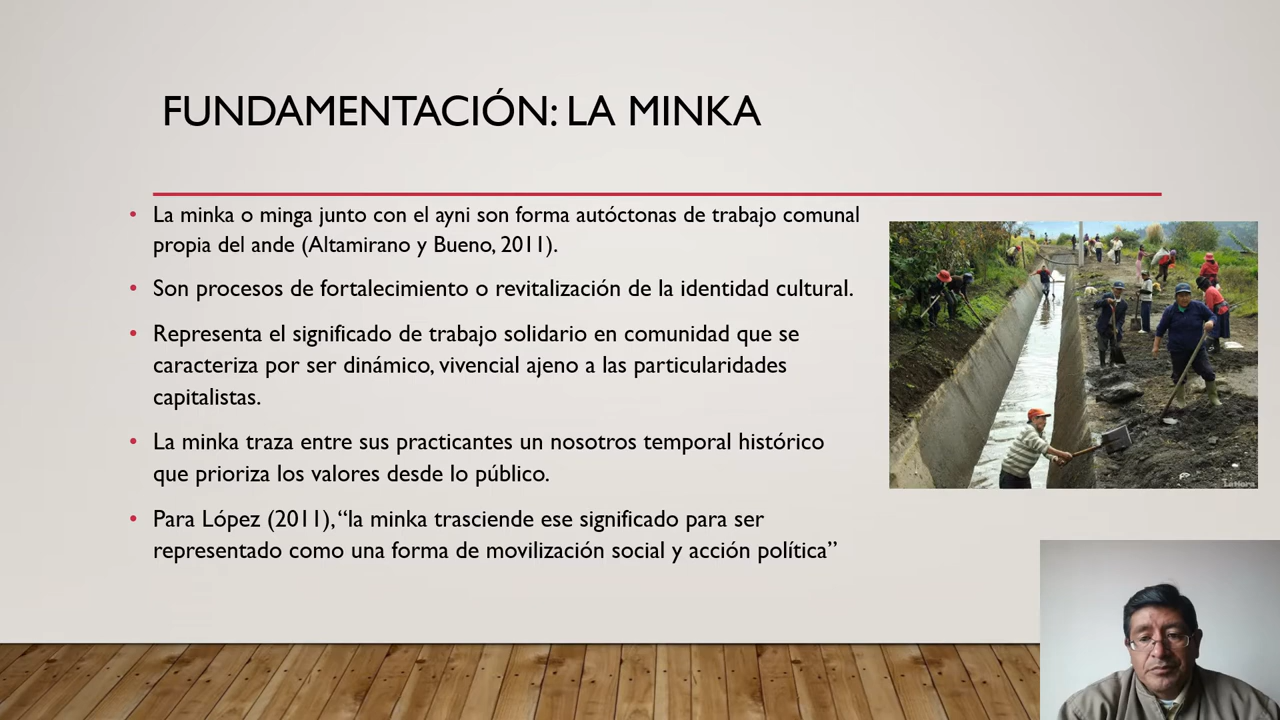 FUNDAMENTACIÓN: LA MINKA
• La minka o minga junto con el ayni son forma autóctonas de trabajo comunal
propia del ande (Altamirano y Bueno, 2011).
• Son procesos de fortalecimiento o revitalización de la identidad cultural.
• Representa el significado de trabajo solidario en comunidad que se
caracteriza por ser dinámico, vivencial ajeno a las particularidades
capitalistas.
• La minka traza entre sus practicantes un nosotros temporal histórico
que prioriza los valores desde lo público.
• Para López (2011), “la minka trasciende ese significado para ser
representado como una forma de movilización social y acción política”
LaHora